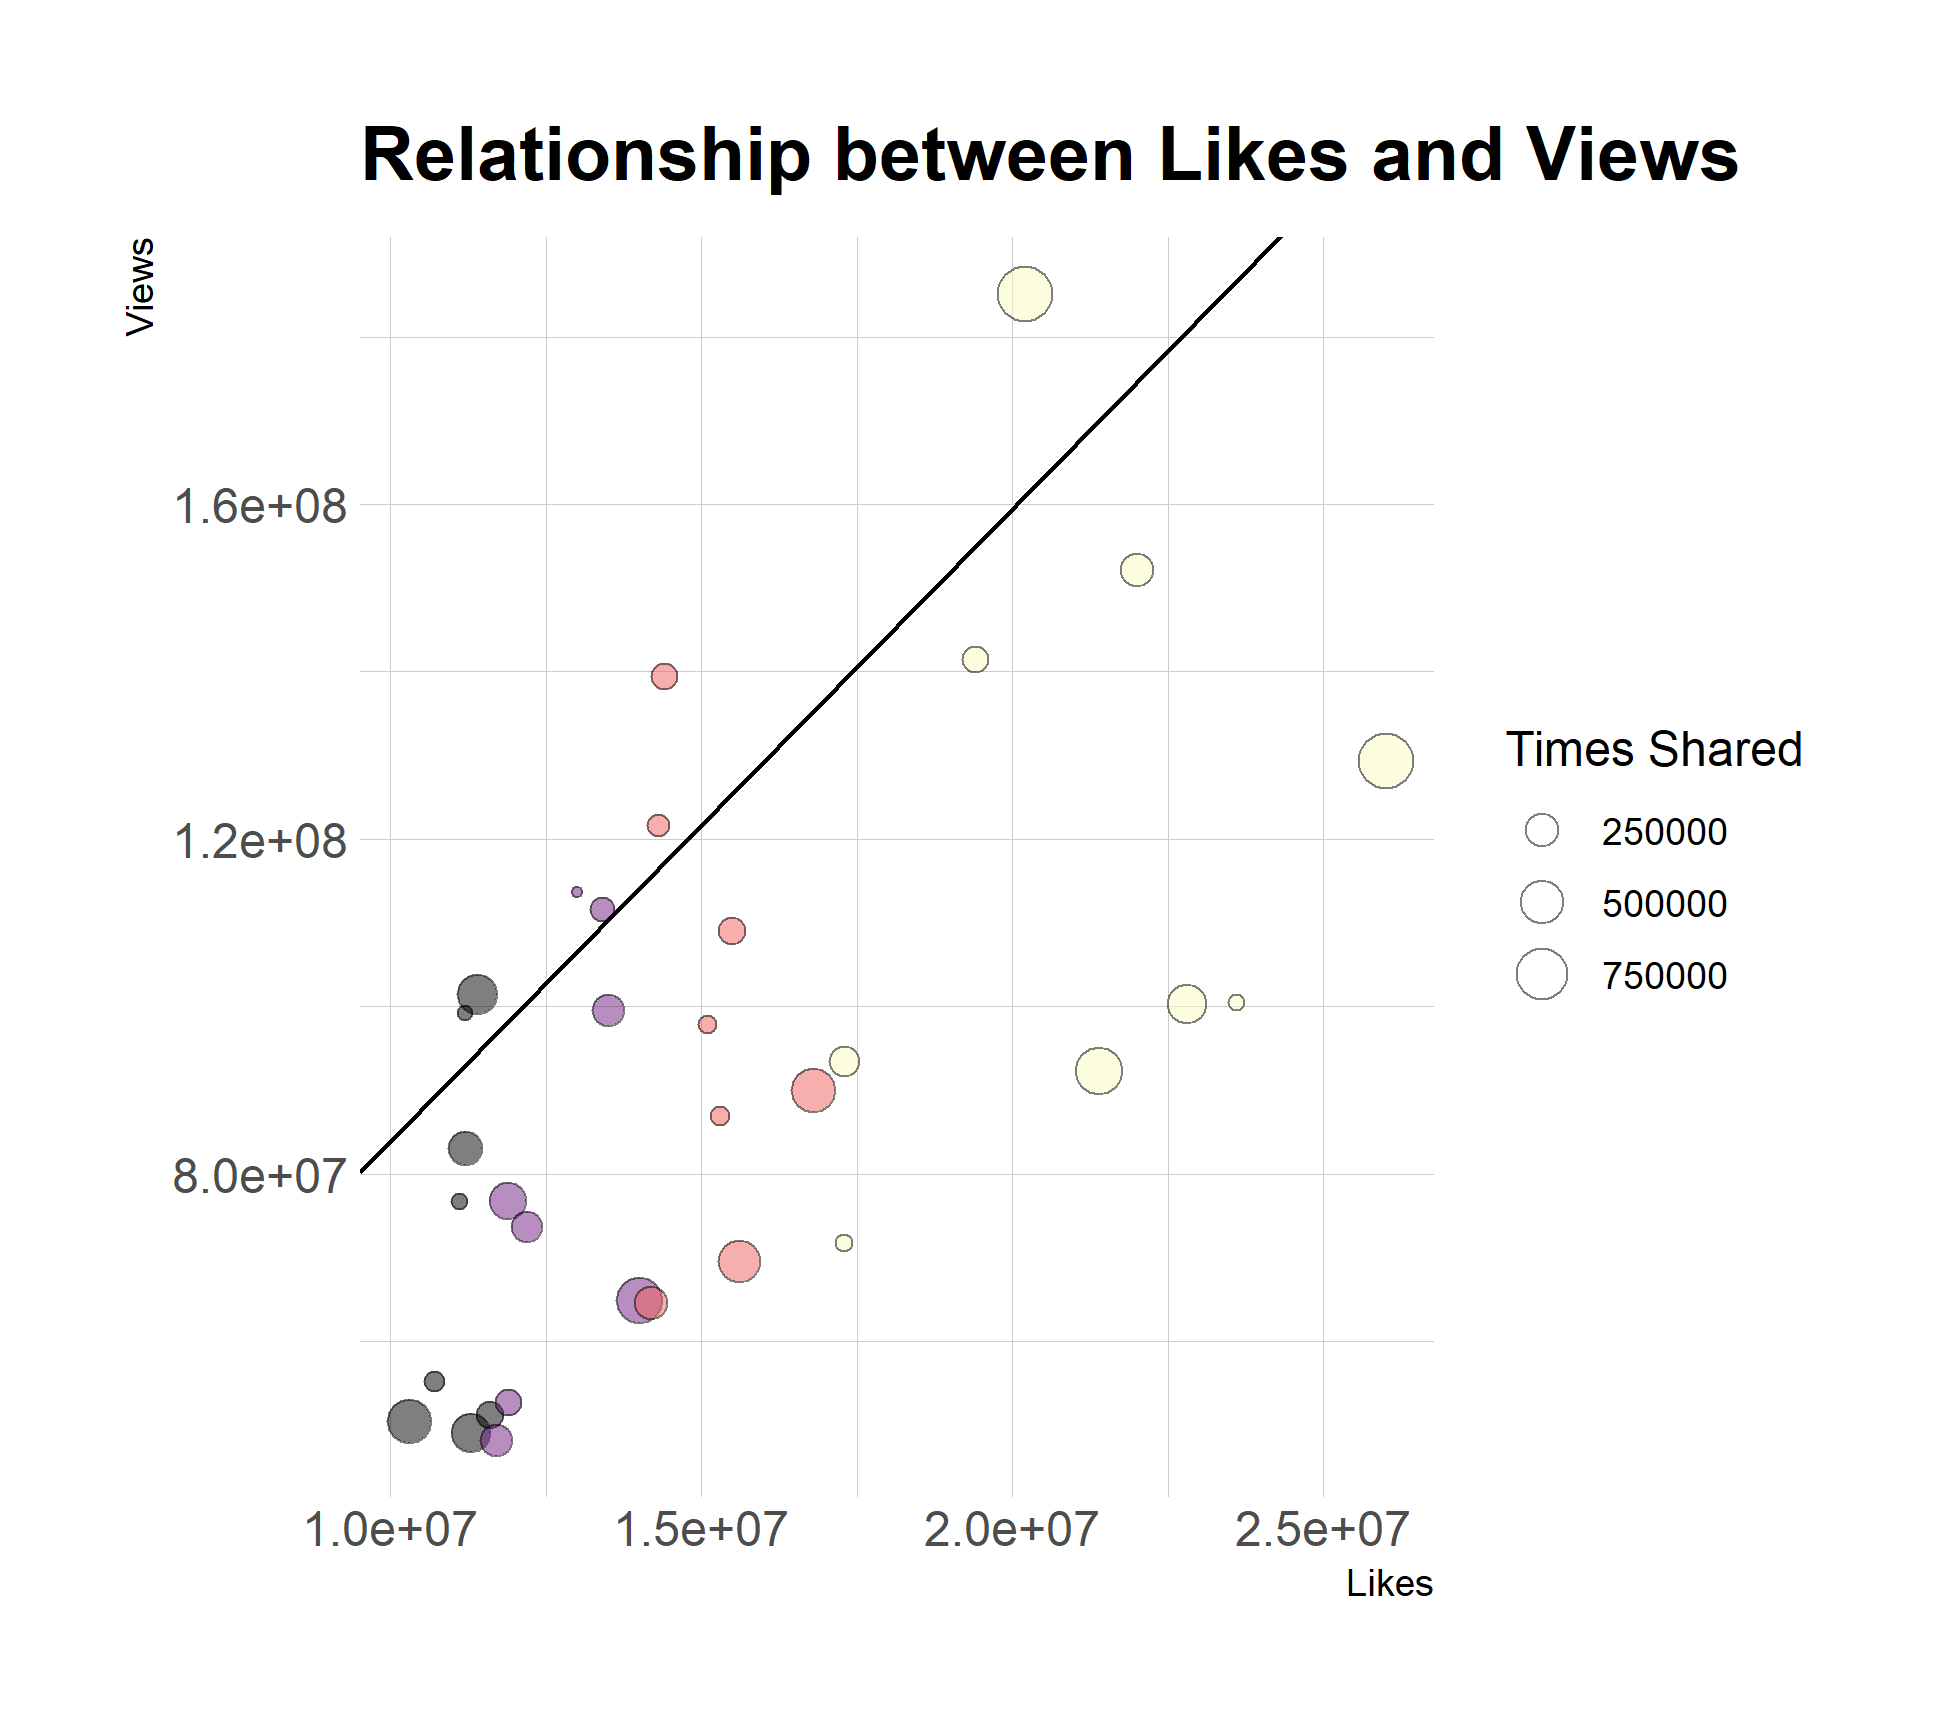 Relationship between Likes and Views
Views
1.6e+08
1.2e+08
8.0e+07
1.0e+07 1.5e+07 2.0e+07 2.5e+07
Likes
Times Shared
250000
500000
750000